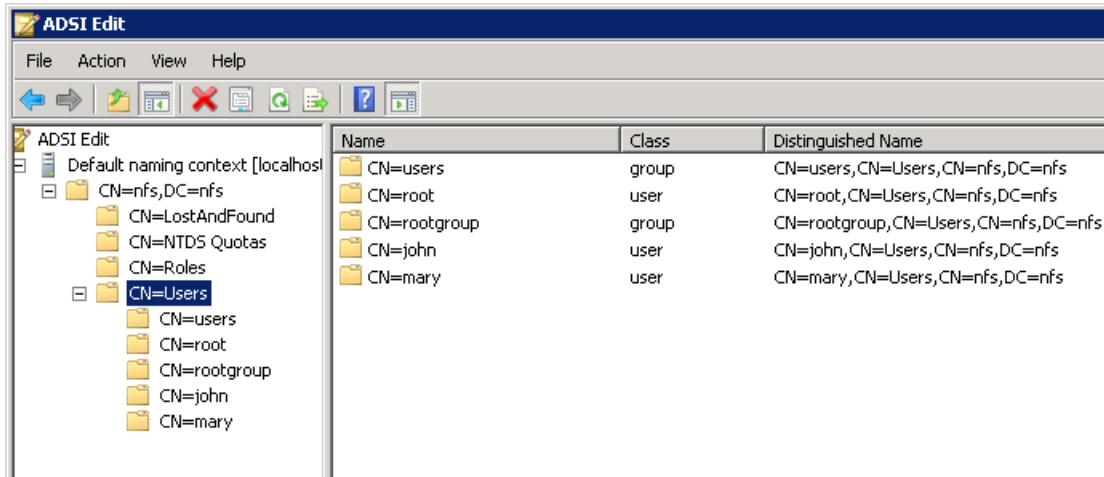 ADSI Edit
File Action View Help
ADSI Edit
Default naming context [localhost
CN=nfs,DC=nfs
CN=LostAndFound
CN=NTDS Quotas
CN=Roles
CN=Users
CN=users
CN=root
CN=rootgroup
CN=john
CN=mary
Name Class Distinguished Name
CN=users group CN=users,CN=Users,CN=nfs,DC=nfs
CN=root user CN=root,CN=Users,CN=nfs,DC=nfs
CN=rootgroup group CN=rootgroup,CN=Users,CN=nfs,DC=nfs
CN=john user CN=john,CN=Users,CN=nfs,DC=nfs
CN=mary user CN=mary,CN=Users,CN=nfs,DC=nfs